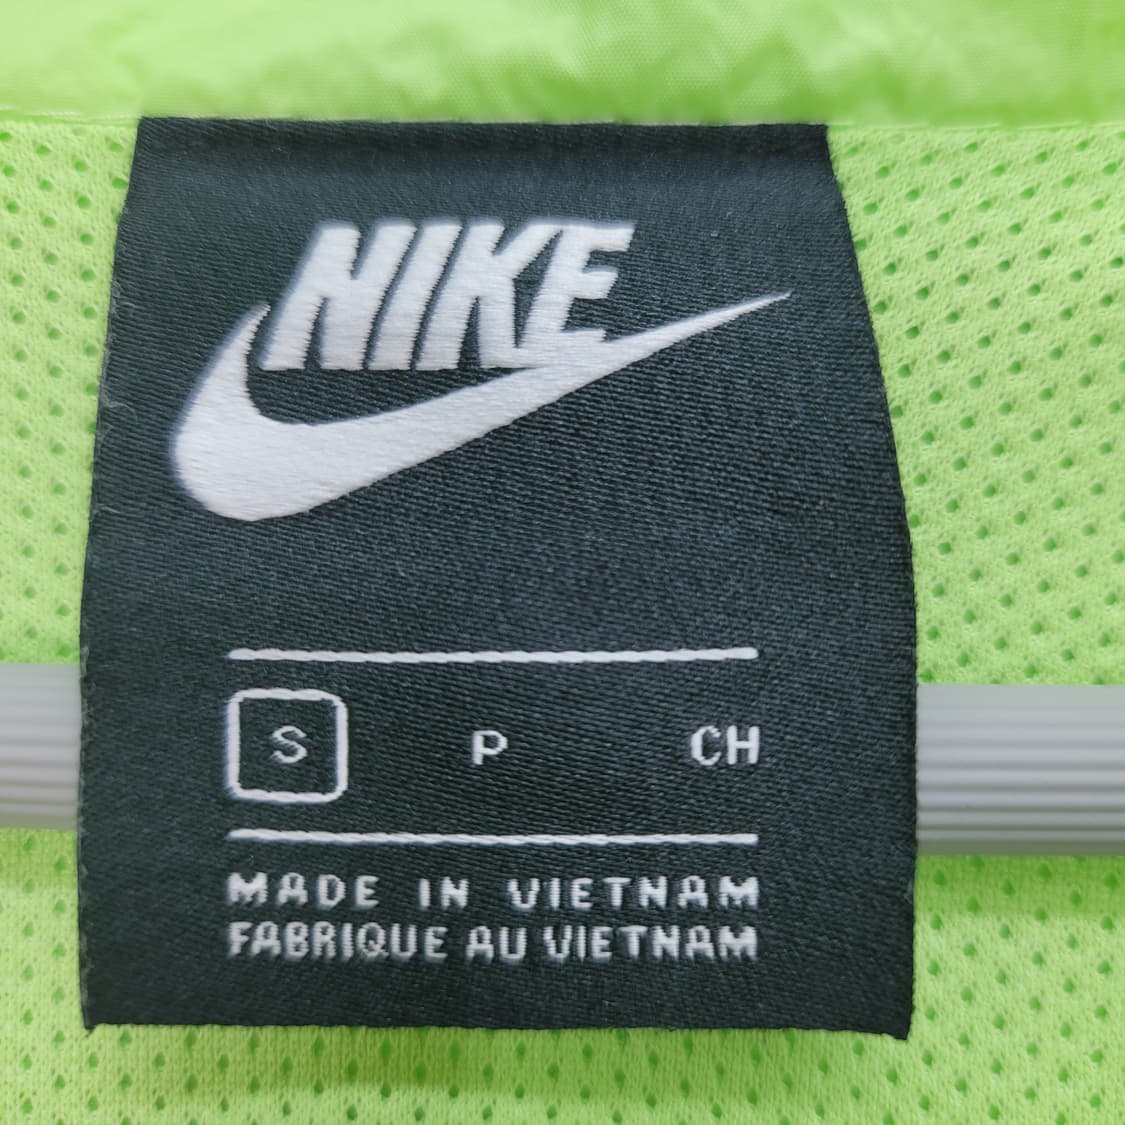 NIKE
S P CH
MADE IN VIETNAM
FABRIQUE AU VIETNAM